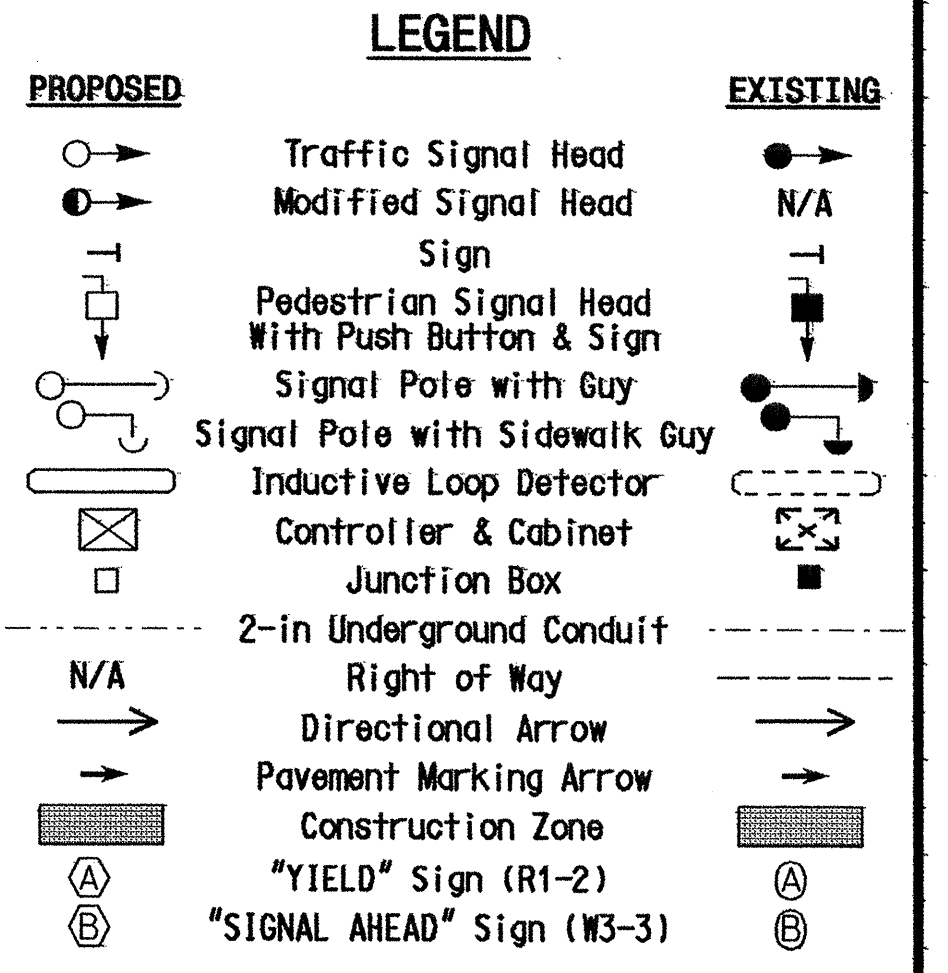 LEGEND
PROPOSED EXISTING
Traffic Signal Head
Modified Signal Head N/A
Sign
Pedestrian Signal Head
With Push Button & Sign
Signal Pole with Guy
Signal Pole with Sidewalk Guy
Inductive Loop Detector
Controller & Cabinet
Junction Box
2-in Underground Conduit
N/A Right of Way
Directional Arrow
Pavement Marking Arrow
Construction Zone
A "YIELD" Sign (R1-2) A
B "SIGNAL AHEAD" Sign (W3-3) B